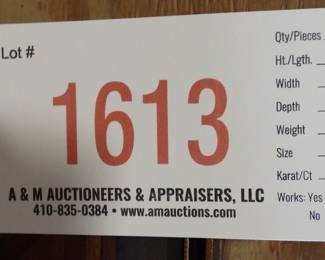 Lot #
1613
A & M AUCTIONEERS & APPRAISERS, LLC
410-835-0384 • www.amauctions.com
Qty/Pieces
Ht./Lgth.
Width
Depth
Weight
Size
Karat/Ct
Works: Yes
No